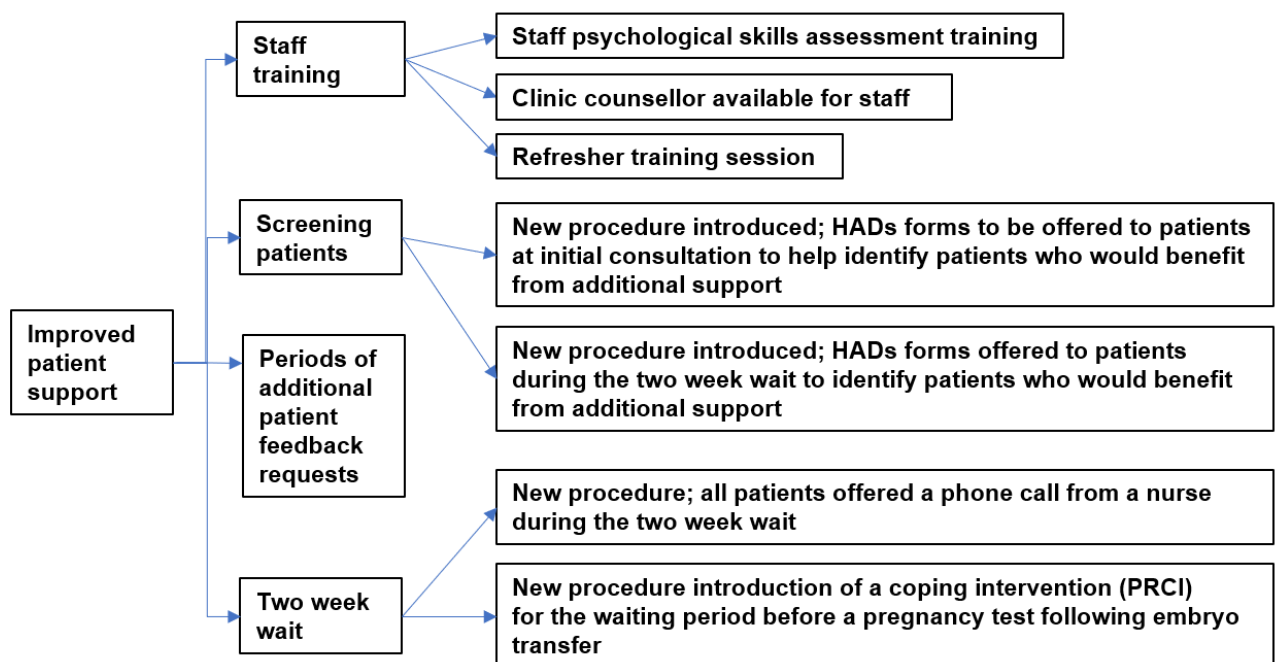 Staff
training
Staff psychological skills assessment training
Clinic counsellor available for staff
Refresher training session
Screening
patients
New procedure introduced; HADs forms to be offered to patients
at initial consultation to help identify patients who would benefit
from additional support
New procedure introduced; HADs forms offered to patients
during the two week wait to identify patients who would benefit
from additional support
Improved
patient
support
Periods of
additional
patient
feedback
requests
New procedure; all patients offered a phone call from a nurse
during the two week wait
Two week
wait
New procedure introduction of a coping intervention (PRCI)
for the waiting period before a pregnancy test following embryo
transfer